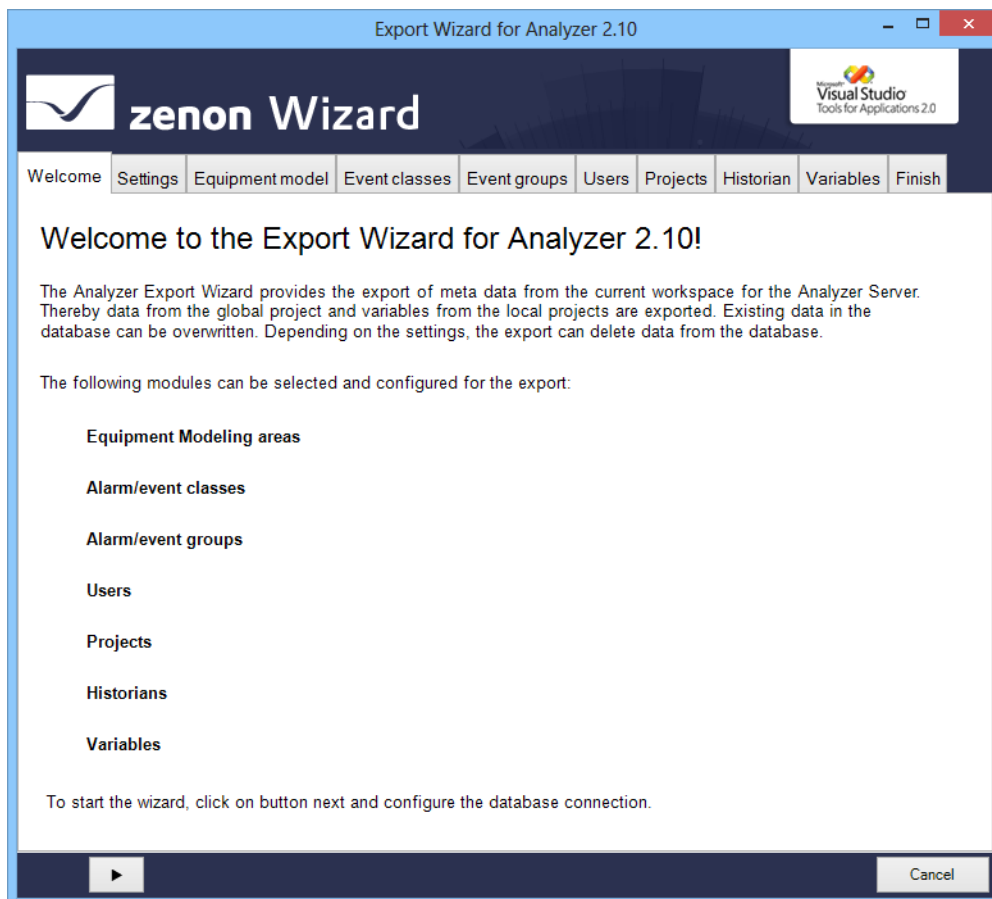 Export Wizard for Analyzer 2.10
zenon Wizard
Microsoft
Visual Studio
Tools for Applications 2.0
Welcome Settings Equipment model Event classes Event groups Users Projects Historian Variables Finish
Welcome to the Export Wizard for Analyzer 2.10!
The Analyzer Export Wizard provides the export of meta data from the current workspace for the Analyzer Server.
Thereby data from the global project and variables from the local projects are exported. Existing data in the
database can be overwritten. Depending on the settings, the export can delete data from the database.
The following modules can be selected and configured for the export:
Equipment Modeling areas
Alarm/event classes
Alarm/event groups
Users
Projects
Historians
Variables
To start the wizard, click on button next and configure the database connection.
Cancel